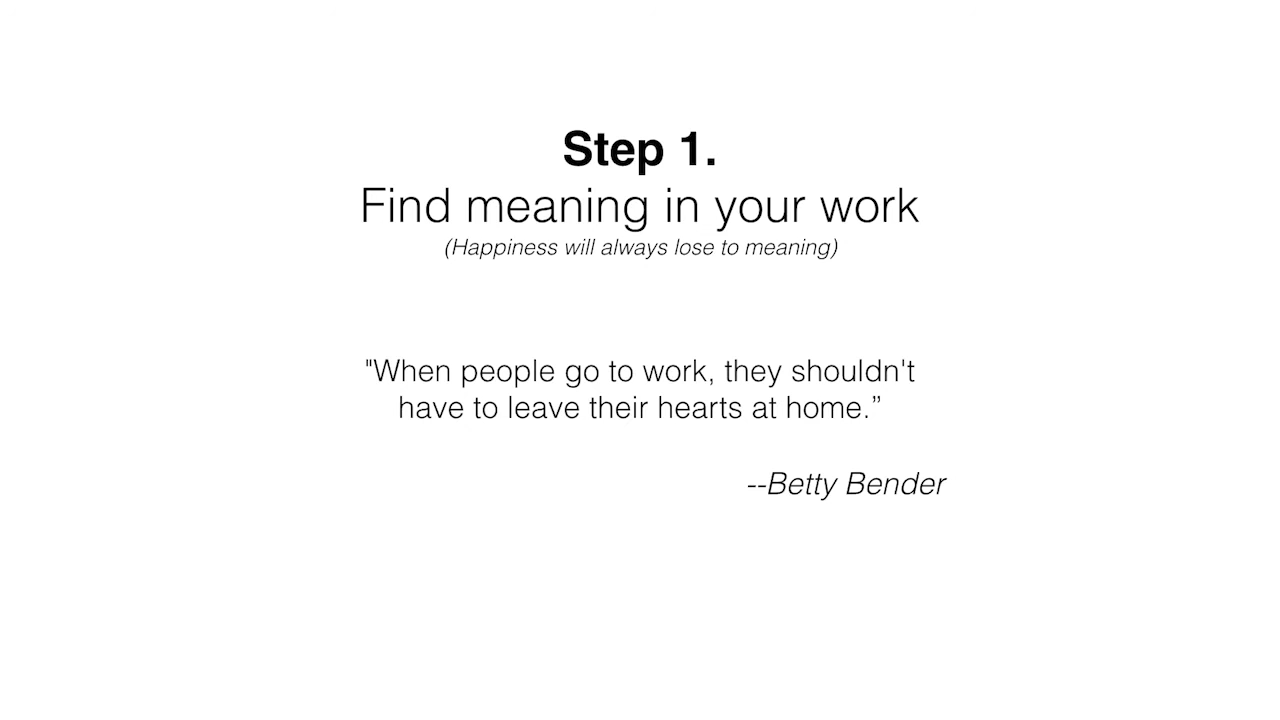 Step 1.
Find meaning in your work
(Happiness will always lose to meaning)
"When people go to work, they shouldn't
have to leave their hearts at home.”
--Betty Bender